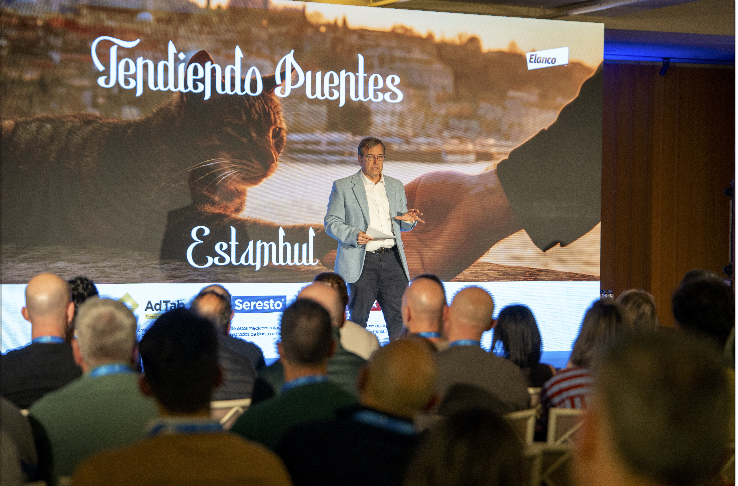 Tendiendo Puentes
Elanco
Estambul
AdTab
Seresto